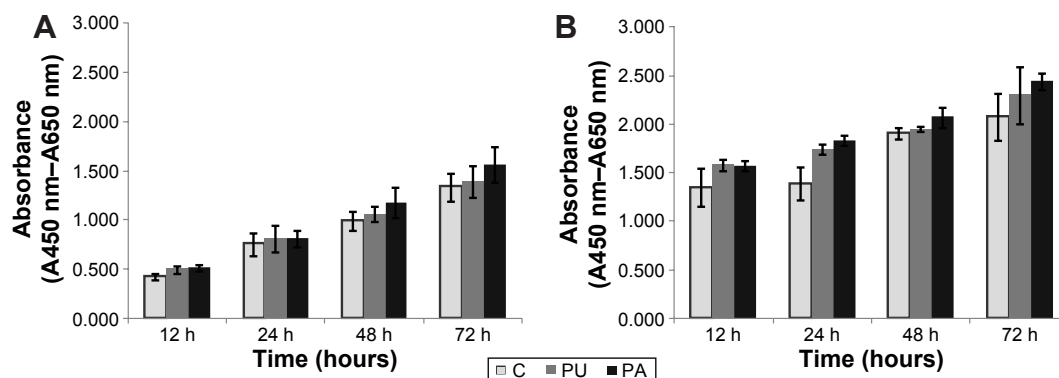 A
Absorbance
(A450 nm–A650 nm)
3.000
2.500
2.000
1.500
1.000
0.500
0.000
12 h 24 h 48 h 72 h
Time (hours)
B
Absorbance
(A450 nm–A650 nm)
3.000
2.500
2.000
1.500
1.000
0.500
0.000
12 h 24 h 48 h 72 h
Time (hours)
C PU PA